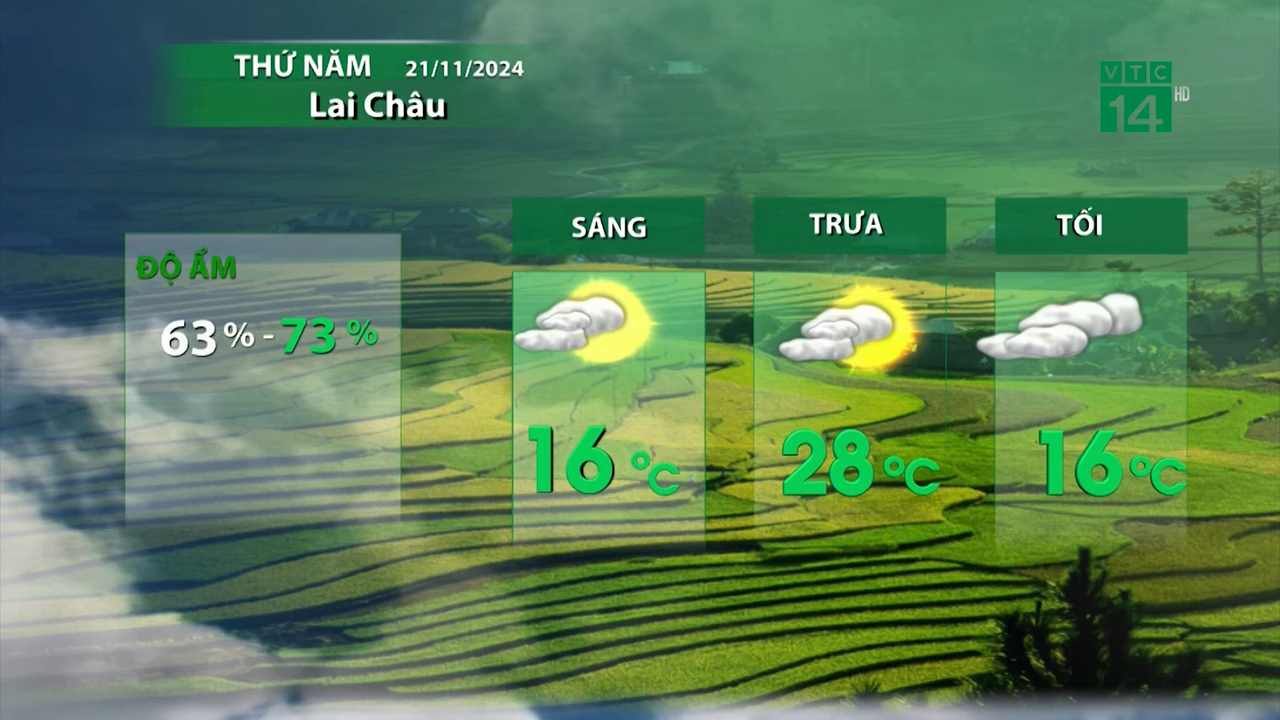 THỨ NĂM 21/11/2024
Lai Châu
VTC
14 HD
ĐỘ ẨM
63% - 73%
SÁNG
TRƯA
TỐI
16°C
28°C
16°C